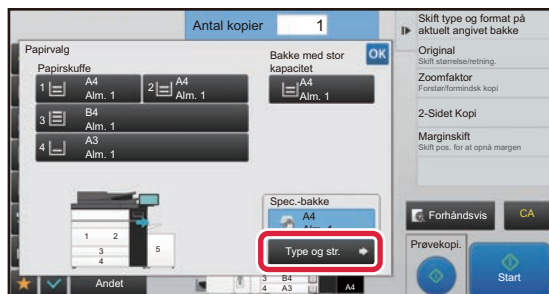 Antal kopier 1
Papirvalg
Papirskuffe
Bakke med stor
kapacitet
OK
1 A4
Alm. 1
2 A4
Alm. 1
A4
Alm. 1
3 B4
Alm. 1
4 A3
Alm. 1
1 2
3
4
5
Spec.-bakke
A4
Alm. 1
Type og str.
Andet
3 B4
4 A3
A4
Skift type og format på
aktuelt angivet bakke
Original
Skift størrelse/retning.
Zoomfaktor
Forstør/formindsk kopi
2-Sidet Kopi
Marginskift
Skift pos. for at opnå margen
Forhåndsvis
CA
Prøvekopi.
Start